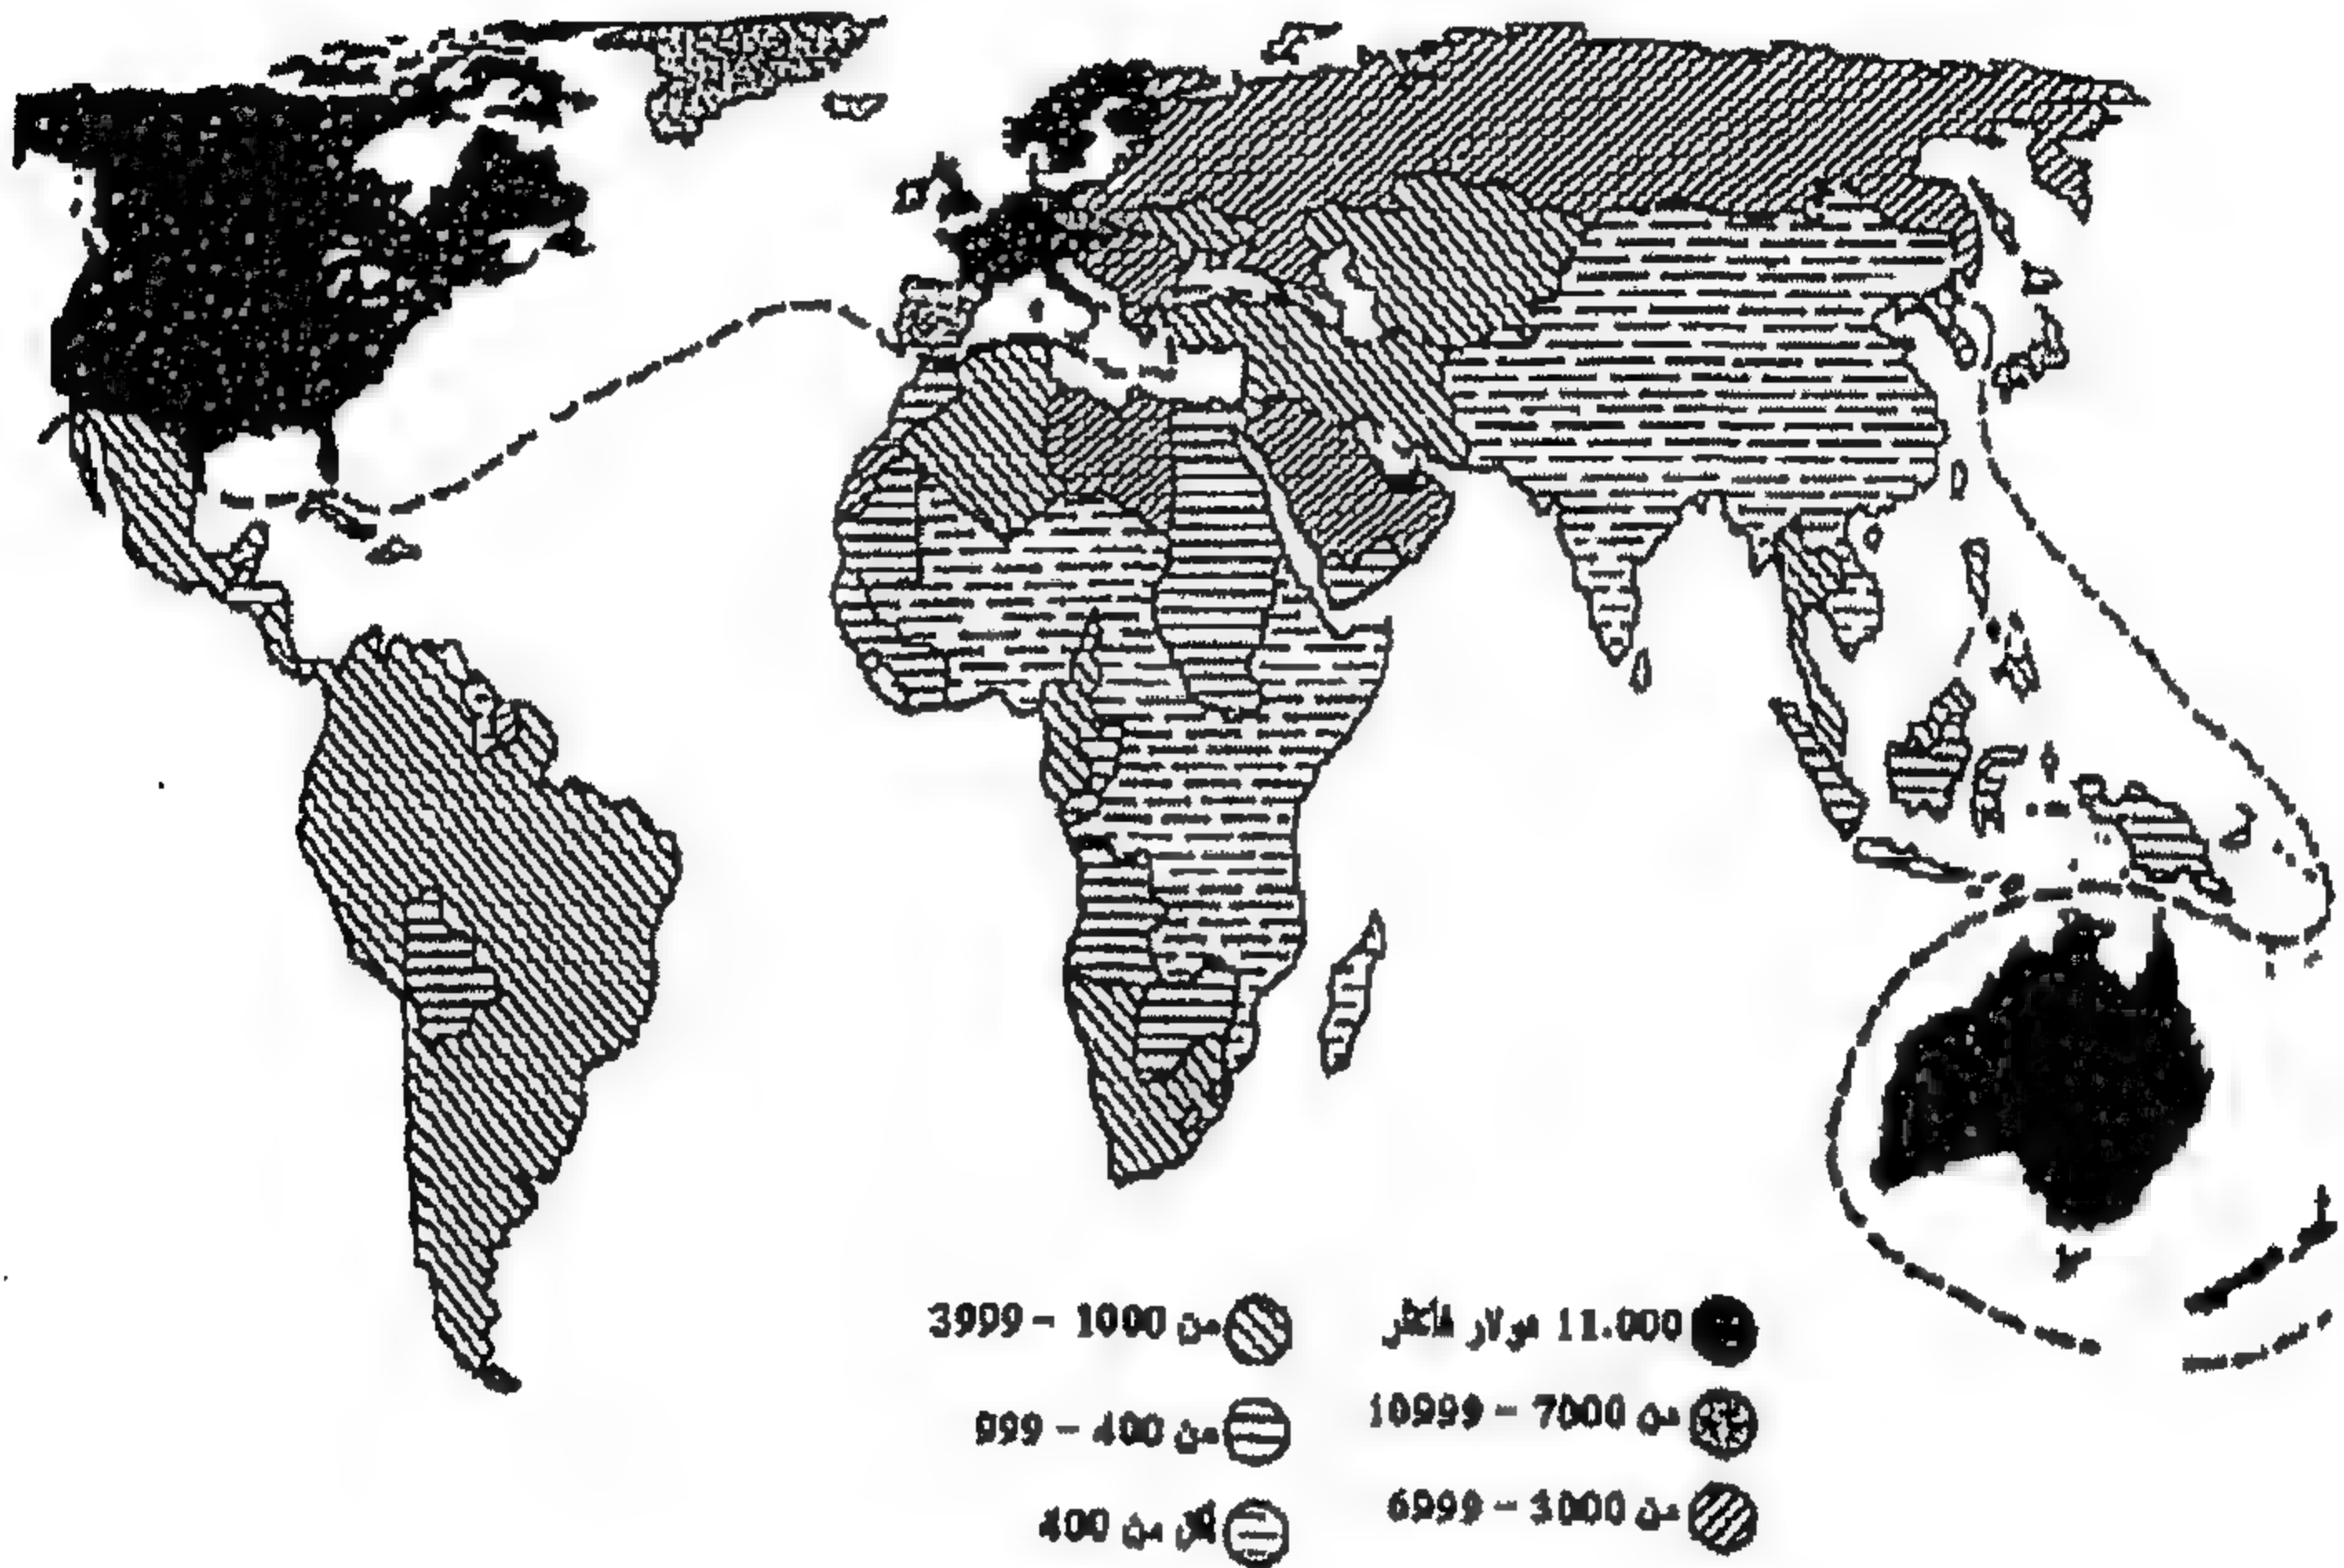 11.000 دولار فأكثر
من 7000 – 10999
من 3000 – 6999
من 1000 – 3999
من 400 – 999
أقل من 400